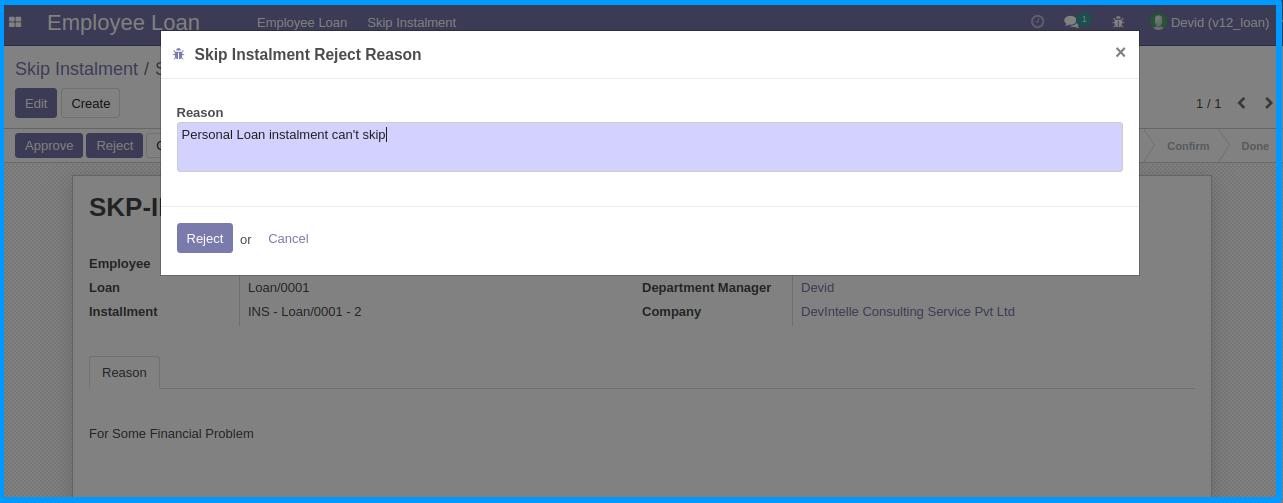 Employee Loan Employee Loan Skip Instalment 1 Devid (v12_loan)
Skip Instalment Reject Reason ×
Skip Instalment / S
Edit Create 1 / 1
Reason
Personal Loan instalment can't skip
Approve Reject Confirm Done
SKP-I
Reject or Cancel
Employee
Loan Loan/0001 Department Manager Devid
Installment INS - Loan/0001 - 2 Company DevIntelle Consulting Service Pvt Ltd
Reason
For Some Financial Problem